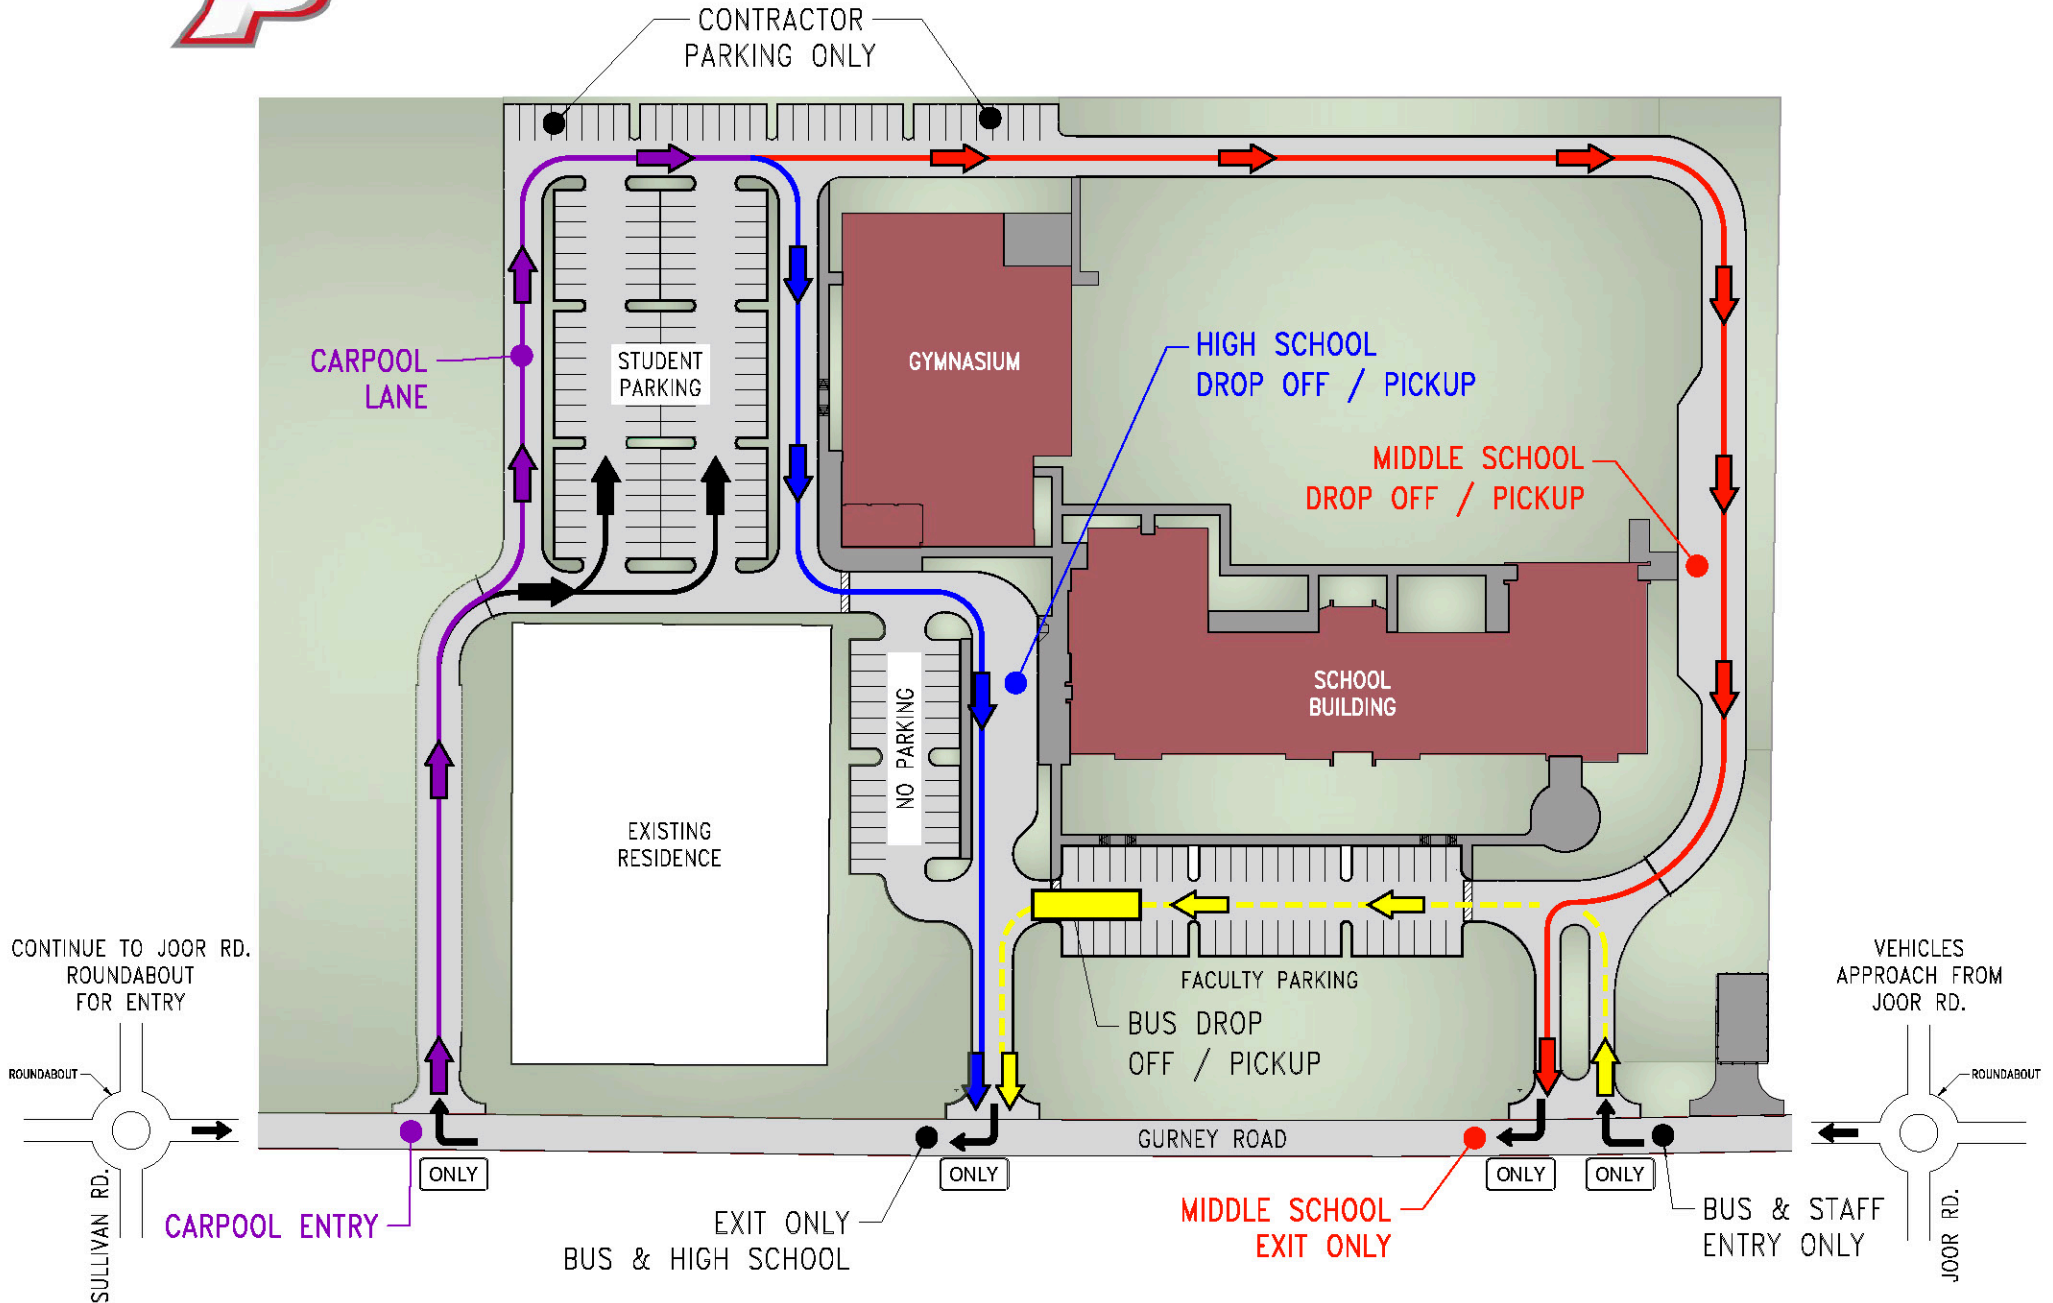 CONTRACTOR
PARKING ONLY
CARPOOL
LANE
STUDENT
PARKING
GYMNASIUM
HIGH SCHOOL
DROP OFF / PICKUP
MIDDLE SCHOOL
DROP OFF / PICKUP
SCHOOL
BUILDING
NO PARKING
EXISTING
RESIDENCE
CONTINUE TO JOOR RD.
ROUNDABOUT
FOR ENTRY
VEHICLES
APPROACH FROM
JOOR RD.
FACULTY PARKING
BUS DROP
OFF / PICKUP
ROUNDABOUT
ROUNDABOUT
GURNEY ROAD
ONLY
ONLY
ONLY
ONLY
SULLIVAN RD.
CARPOOL ENTRY
EXIT ONLY
BUS & HIGH SCHOOL
MIDDLE SCHOOL
EXIT ONLY
BUS & STAFF
ENTRY ONLY
JOOR RD.